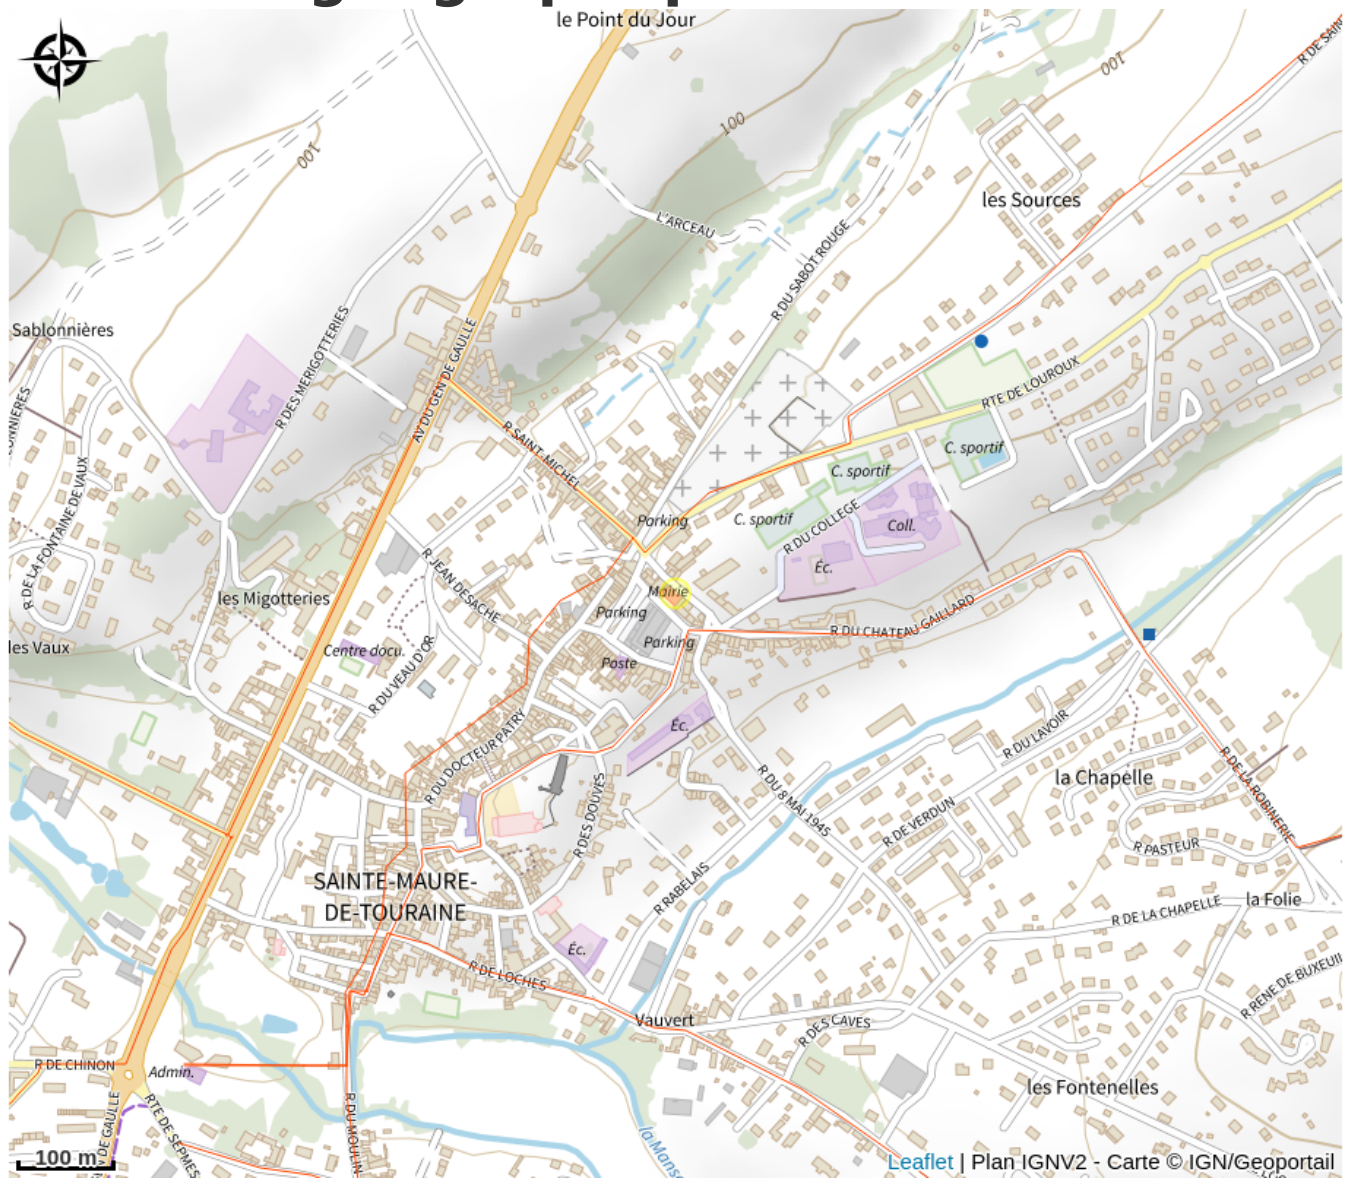 le Point du Jour
R DE SAIN
100
100
100
les Sources
L'ARCEAU
R DU SABOT ROUGE
Sablonnières
R DES MERIGOTTERIES
AV DU GEN DE GAULLE
RTE DE LOUROUX
ONNIERES
R SAINT-MICHEL
C. sportif
C. sportif
C. sportif
R DE LA FONTAINE DE VAUX
Parking
R DU COLLEGE
Coll.
Éc.
R JEAN DESACHE
les Migotteries
Mairie
Parking
R DU CHATEAU GAILLARD
Parking
les Vaux
Centre docu.
Poste
R DU VEAU D'OR
Éc.
R DU LAVOIR
R DU DOCTEUR PATRY
la Chapelle
R DU 8 MAI 1945
R DE LA ROBINERIE
R DES DOUVES
R DE VERDUN
R PASTEUR
SAINTE-MAURE-
DE-TOURAINE
R RABELAIS
la Folie
R DE LA CHAPELLE
Éc.
R DE LOCHES
R RENE DE BUXEUIL
Vauvert
R DES CAVES
R DE CHINON
Admin.
les Fontenelles
V DE GAULLE
RTE DE SEPMES
R DU MOULIN
la Manse
100 m
Leaflet | Plan IGNV2 - Carte © IGN/Geoportail